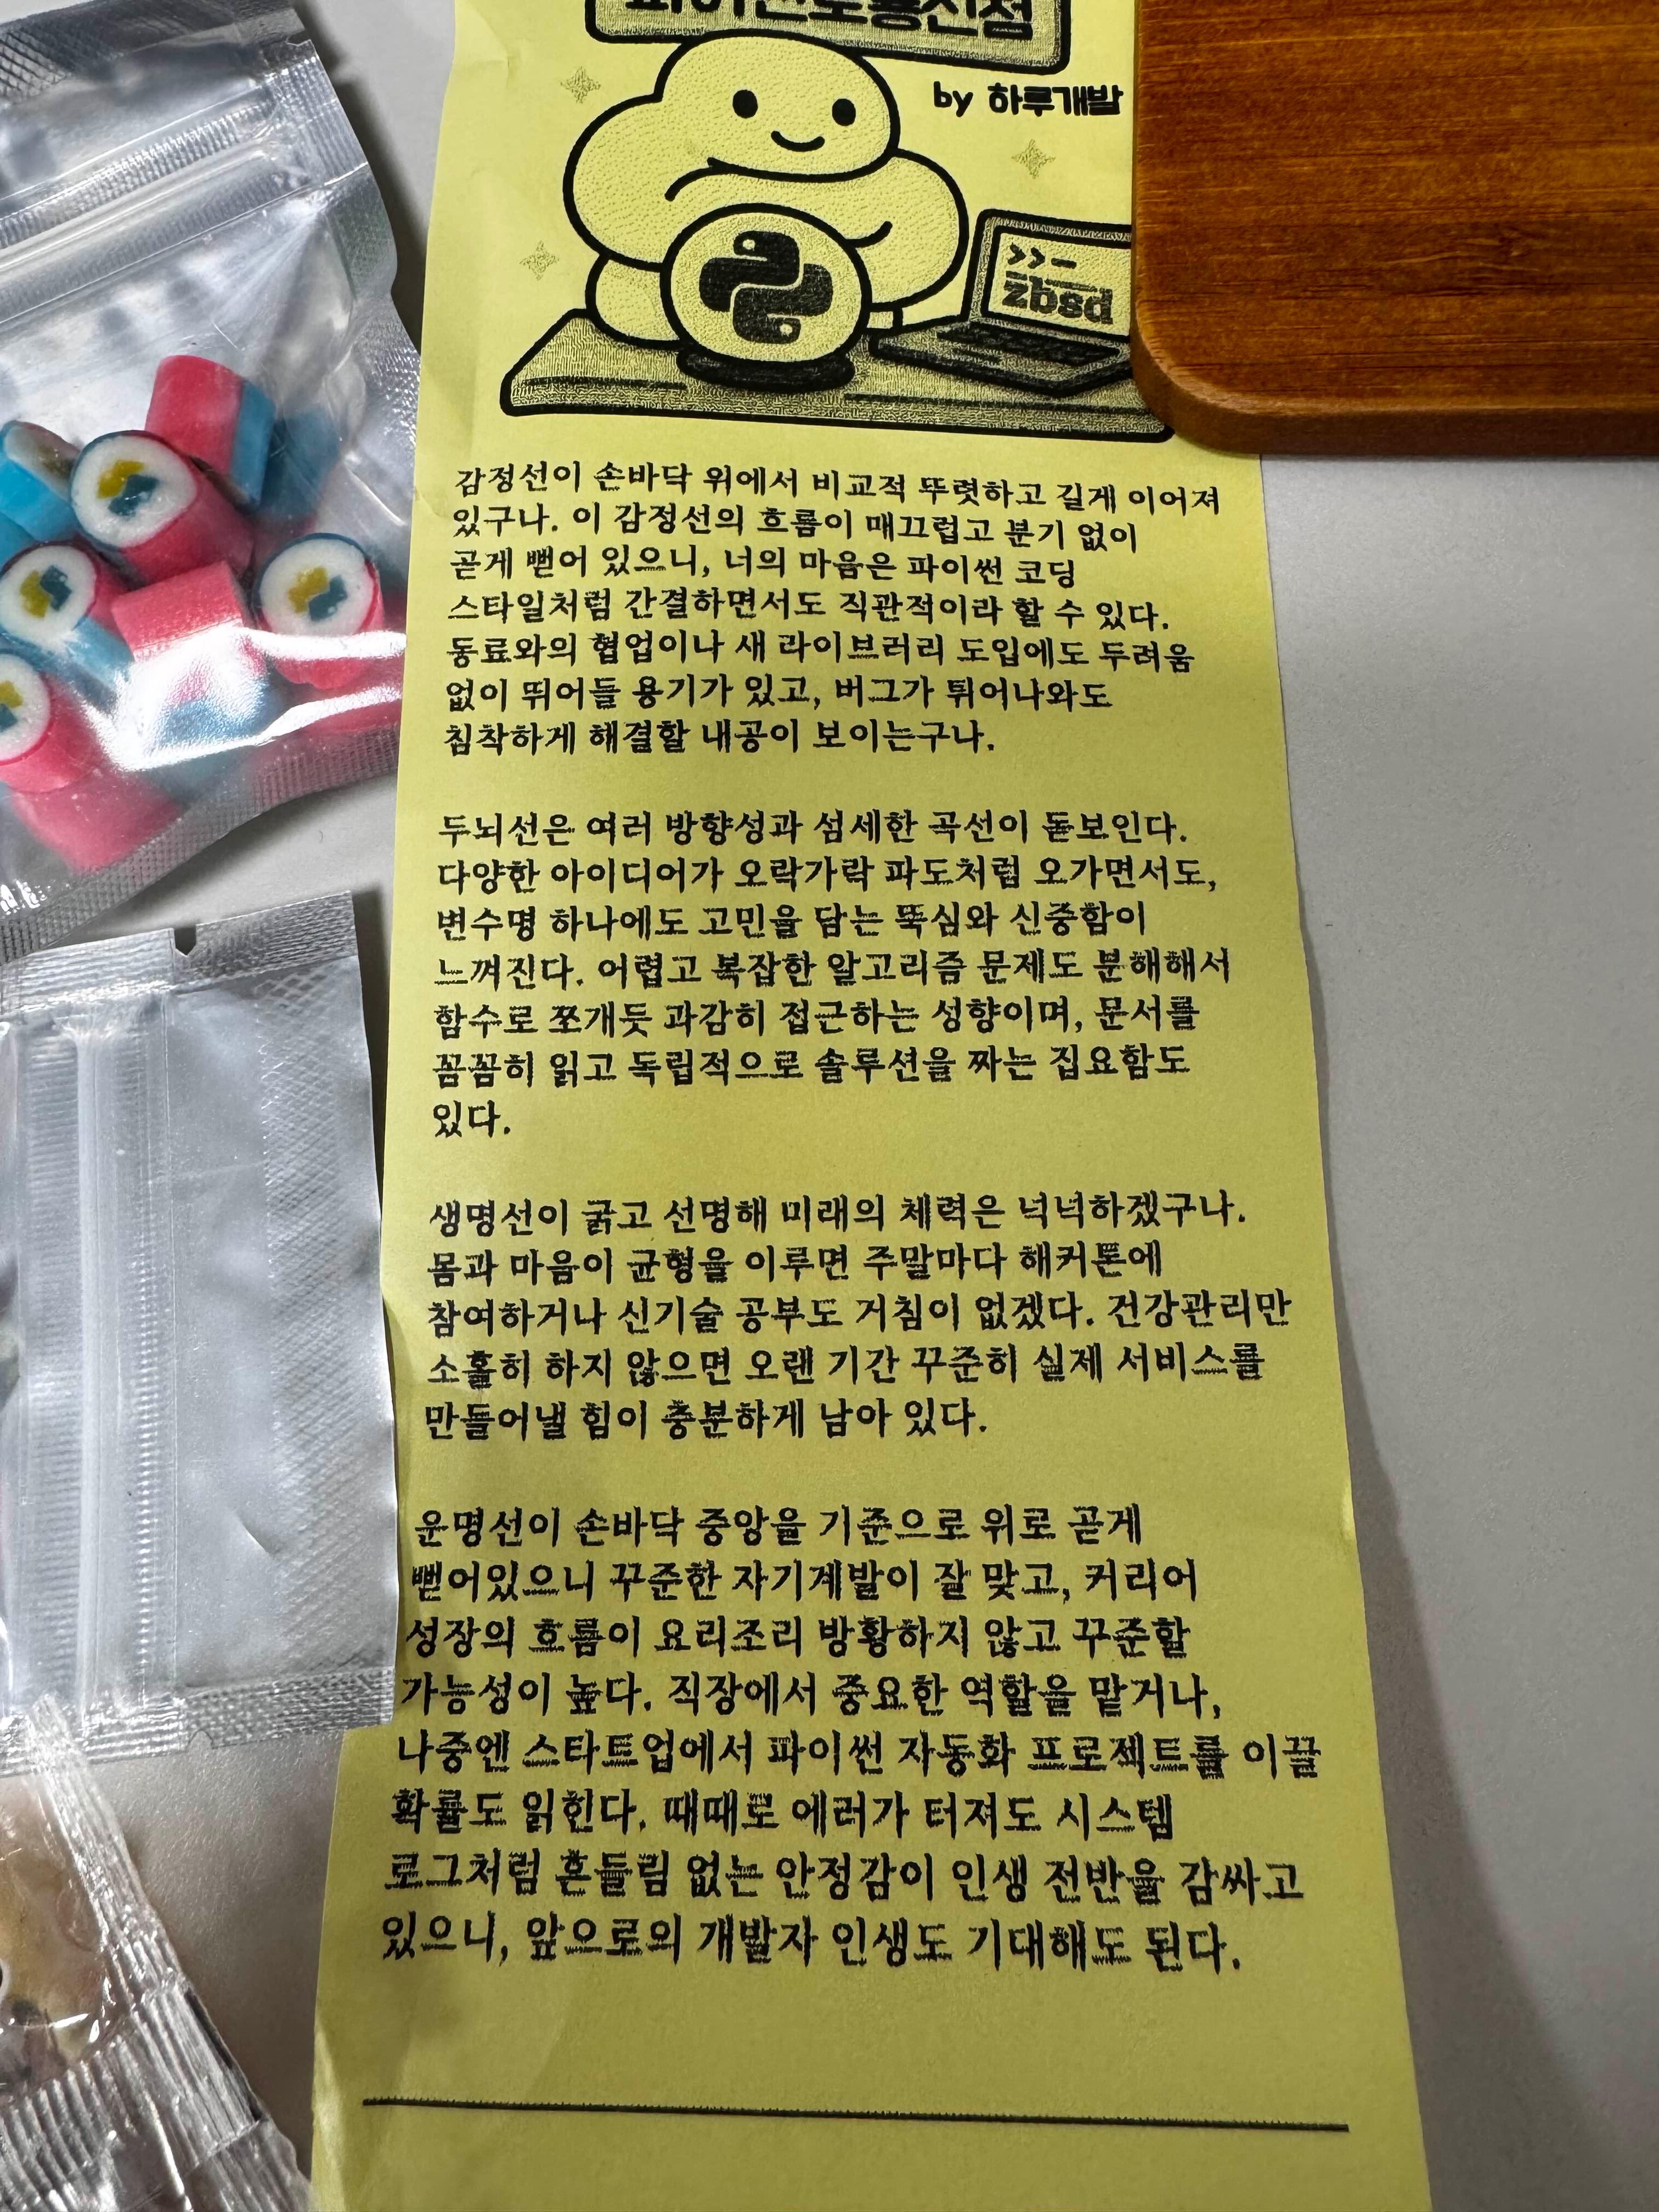 by 하루개발
>>-
zbsd
감정선이 손바닥 위에서 비교적 뚜렷하고 길게 이어져
있구나. 이 감정선의 흐름이 매끄럽고 분기 없이
곧게 뻗어 있으니, 너의 마음은 파이썬 코딩
스타일처럼 간결하면서도 직관적이라 할 수 있다.
동료와의 협업이나 새 라이브러리 도입에도 두려움
없이 뛰어들 용기가 있고, 버그가 튀어나와도
침착하게 해결할 내공이 보이는구나.
두뇌선은 여러 방향성과 섬세한 곡선이 돋보인다.
다양한 아이디어가 오락가락 파도처럼 오가면서도,
변수명 하나에도 고민을 담는 뚝심와 신중함이
느껴진다. 어렵고 복잡한 알고리즘 문제도 분해해서
함수로 쪼개듯 과감히 접근하는 성향이며, 문서를
꼼꼼히 읽고 독립적으로 솔루션을 짜는 집요함도
있다.
생명선이 굵고 선명해 미래의 체력은 넉넉하겠구나.
몸과 마음이 균형을 이루면 주말마다 해커톤에
참여하거나 신기술 공부도 거침이 없겠다. 건강관리만
소홀히 하지 않으면 오랜 기간 꾸준히 실제 서비스를
만들어낼 힘이 충분하게 남아 있다.
운명선이 손바닥 중앙을 기준으로 위로 곧게
뻗어있으니 꾸준한 자기계발이 잘 맞고, 커리어
성장의 흐름이 요리조리 방황하지 않고 꾸준할
가능성이 높다. 직장에서 중요한 역할을 맡거나,
나중엔 스타트업에서 파이썬 자동화 프로젝트를 이끌
확률도 읽힌다. 때때로 에러가 터져도 시스템
로그처럼 흔들림 없는 안정감이 인생 전반을 감싸고
있으니, 앞으로의 개발자 인생도 기대해도 된다.